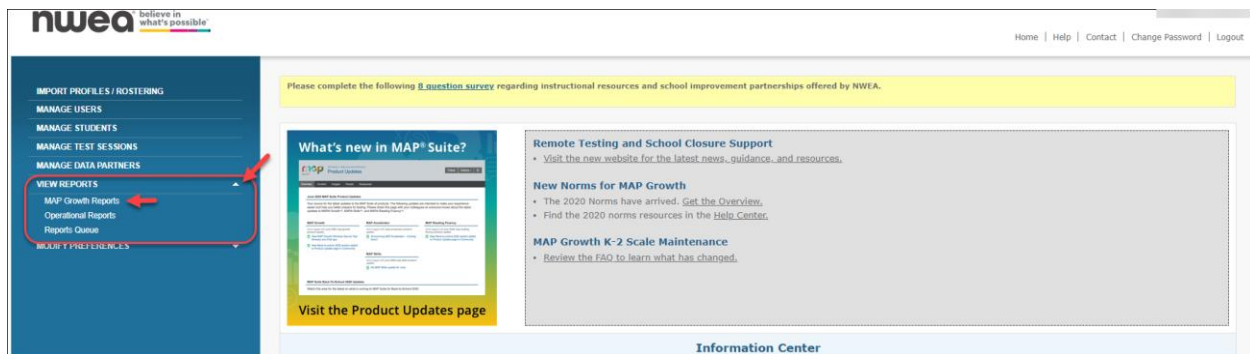 nwea believe in
what's possible
Home | Help | Contact | Change Password | Logout
IMPORT PROFILES / ROSTERING
MANAGE USERS
MANAGE STUDENTS
MANAGE TEST SESSIONS
MANAGE DATA PARTNERS
VIEW REPORTS
MAP Growth Reports
Operational Reports
Reports Queue
MODIFY PREFERENCES
Please complete the following 8 question survey regarding instructional resources and school improvement partnerships offered by NWEA.
What's new in MAP® Suite?
map Product Updates
Visit the Product Updates page
Remote Testing and School Closure Support
• Visit the new website for the latest news, guidance, and resources.
New Norms for MAP Growth
• The 2020 Norms have arrived. Get the Overview.
• Find the 2020 norms resources in the Help Center.
MAP Growth K-2 Scale Maintenance
• Review the FAQ to learn what has changed.
Information Center